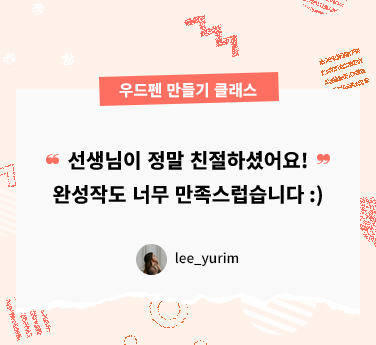 우드펜 만들기 클래스
❝ 선생님이 정말 친절하셨어요! ❞
완성작도 너무 만족스럽습니다 :)
lee_yurim